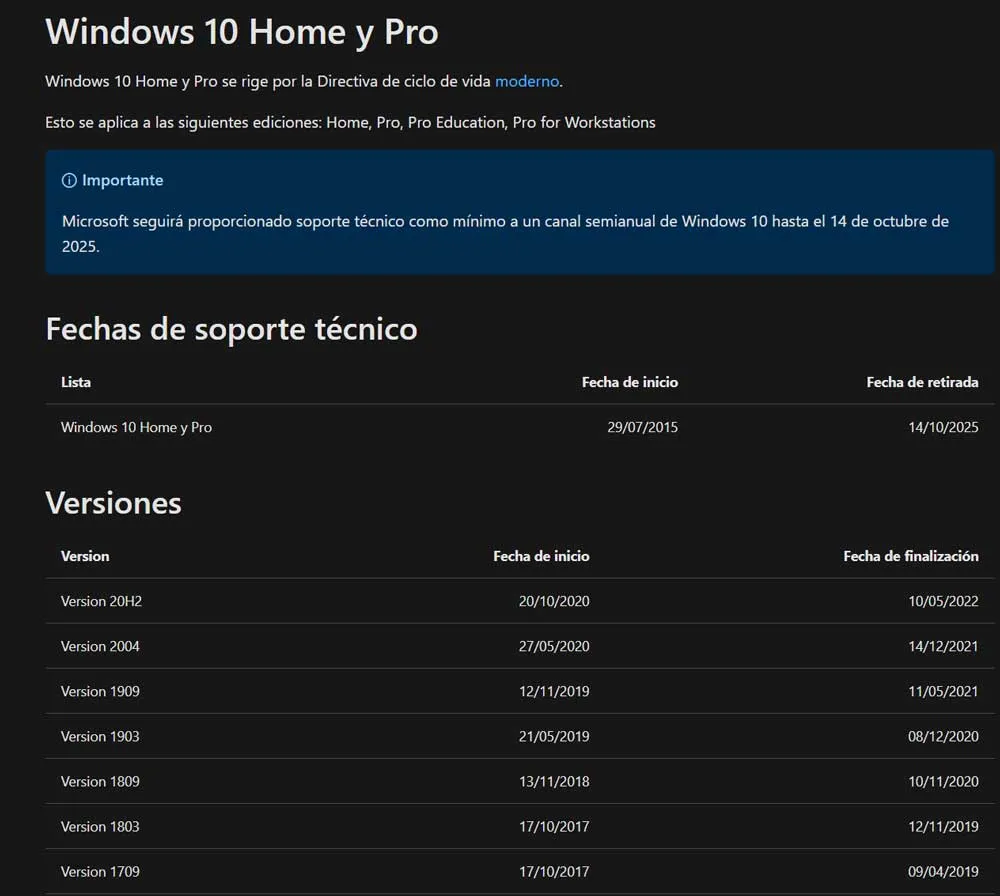 Windows 10 Home y Pro
Windows 10 Home y Pro se rige por la Directiva de ciclo de vida moderno.
Esto se aplica a las siguientes ediciones: Home, Pro, Pro Education, Pro for Workstations
Importante
Microsoft seguirá proporcionado soporte técnico como mínimo a un canal semianual de Windows 10 hasta el 14 de octubre de
2025.
Fechas de soporte técnico
Lista Fecha de inicio Fecha de retirada
Windows 10 Home y Pro 29/07/2015 14/10/2025
Versiones
Version Fecha de inicio Fecha de finalización
Version 20H2 20/10/2020 10/05/2022
Version 2004 27/05/2020 14/12/2021
Version 1909 12/11/2019 11/05/2021
Version 1903 21/05/2019 08/12/2020
Version 1809 13/11/2018 10/11/2020
Version 1803 17/10/2017 12/11/2019
Version 1709 17/10/2017 09/04/2019